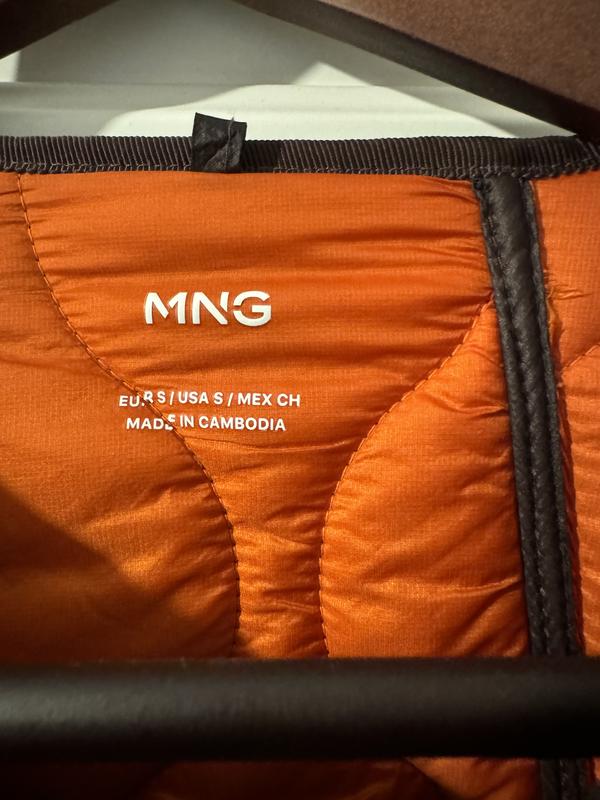 MNG
EUR S / USA S / MEX CH
MADE IN CAMBODIA